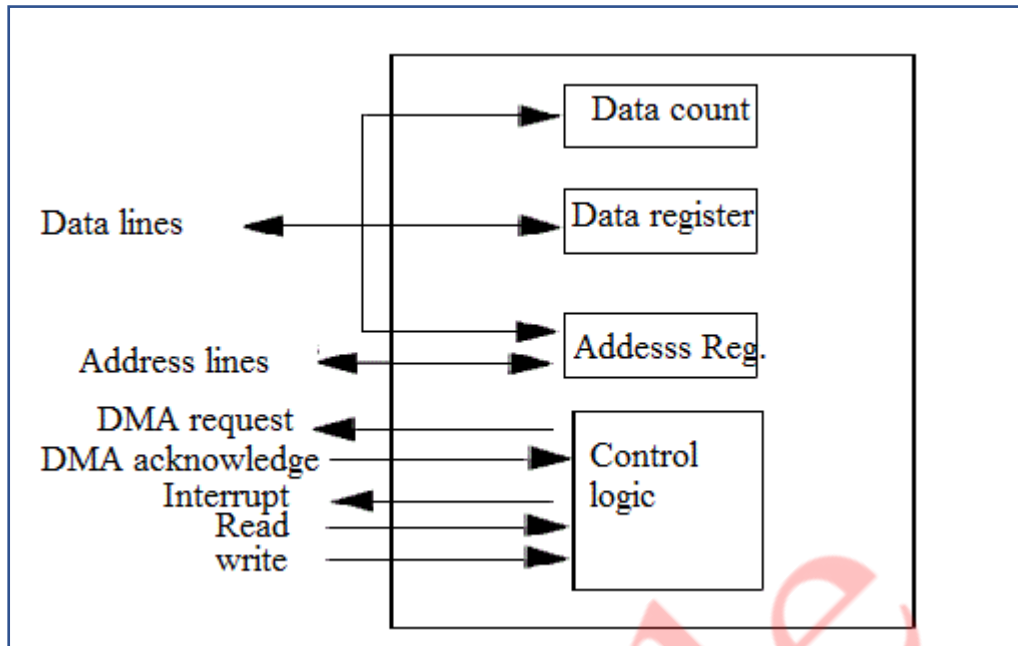 Data count
Data lines
Data register
Address lines
Addesss Reg.
DMA request
DMA acknowledge
Interrupt
Read
write
Control
logic